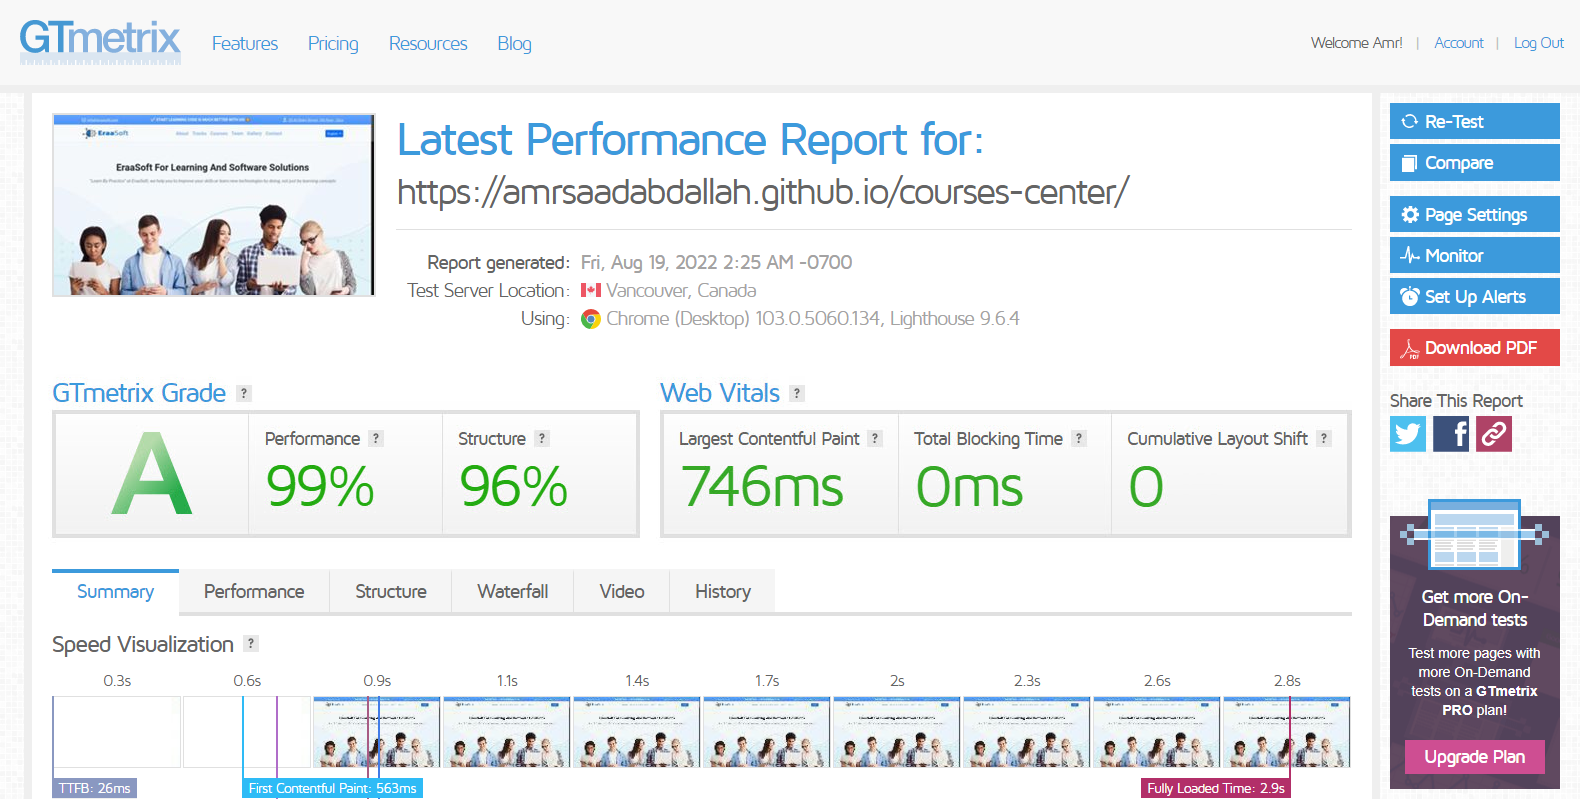 GTmetrix
Features
Pricing
Resources
Blog
Welcome Amr!
|
Account
|
Log Out
EraaSoft
EraaSoft For Learning And Software Solutions
Latest Performance Report for:
https://amrsaadabdallah.github.io/courses-center/
Report generated: Fri, Aug 19, 2022 2:25 AM -0700
Test Server Location: Vancouver, Canada
Using: Chrome (Desktop) 103.0.5060.134, Lighthouse 9.6.4
Re-Test
Compare
Page Settings
Monitor
Set Up Alerts
Download PDF
Share This Report
GTmetrix Grade ?
A
Performance ?
99%
Structure ?
96%
Web Vitals ?
Largest Contentful Paint ?
746ms
Total Blocking Time ?
0ms
Cumulative Layout Shift ?
0
Summary
Performance
Structure
Waterfall
Video
History
Speed Visualization ?
0.3s
0.6s
0.9s
1.1s
1.4s
1.7s
2s
2.3s
2.6s
2.8s
TTFB: 26ms
First Contentful Paint: 563ms
Fully Loaded Time: 2.9s
Get more On-
Demand tests
Test more pages with
more On-Demand
tests on a GTmetrix
PRO plan!
Upgrade Plan